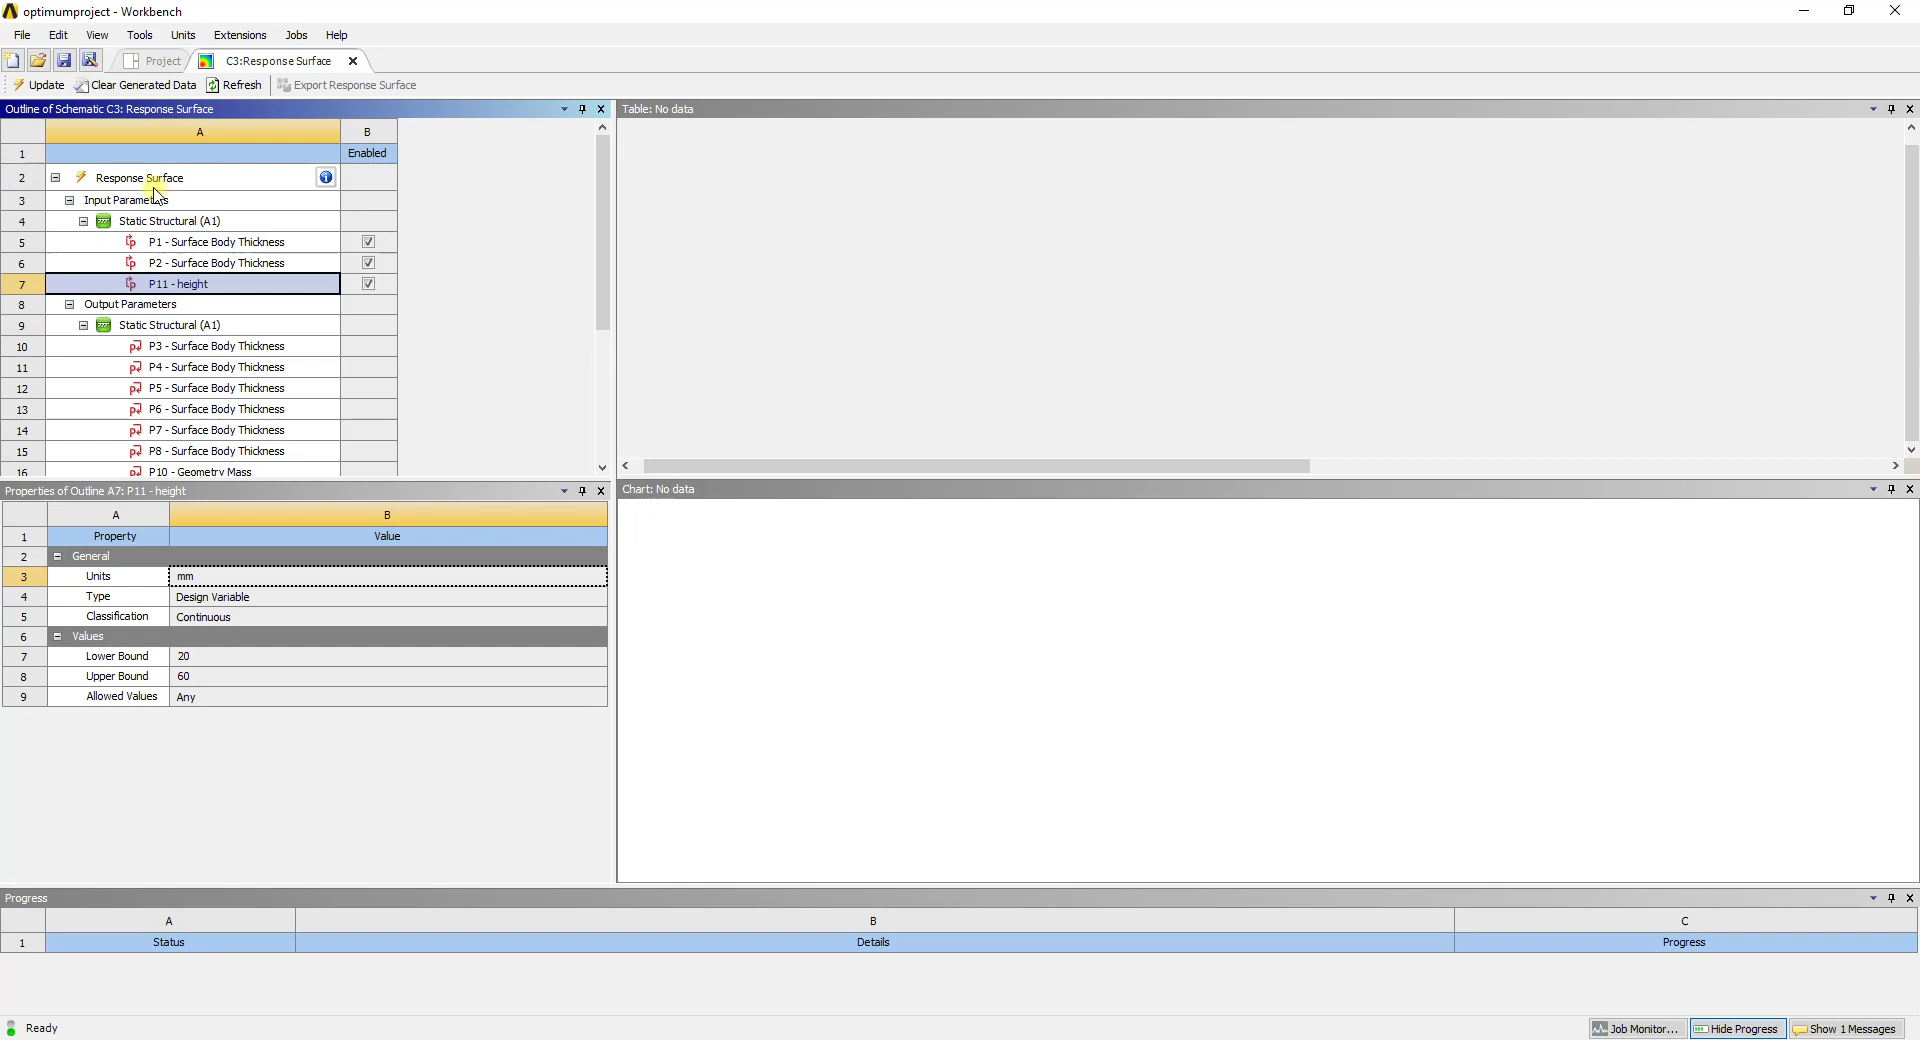 optimumproject - Workbench
File Edit View Tools Units Extensions Jobs Help
Project C3:Response Surface
Update Clear Generated Data Refresh Export Response Surface
Outline of Schematic C3: Response Surface
A B
1 Enabled
2 Response Surface
3 Input Parameters
4 Static Structural (A1)
5 P1 - Surface Body Thickness
6 P2 - Surface Body Thickness
7 P11 - height
8 Output Parameters
9 Static Structural (A1)
10 P3 - Surface Body Thickness
11 P4 - Surface Body Thickness
12 P5 - Surface Body Thickness
13 P6 - Surface Body Thickness
14 P7 - Surface Body Thickness
15 P8 - Surface Body Thickness
16 P10 - Geometry Mass
Table: No data
Properties of Outline A7: P11 - height
A B
1 Property Value
2 General
3 Units mm
4 Type Design Variable
5 Classification Continuous
6 Values
7 Lower Bound 20
8 Upper Bound 60
9 Allowed Values Any
Chart: No data
Progress
A B C
1 Status Details Progress
Ready
Job Monitor... Hide Progress Show 1 Messages